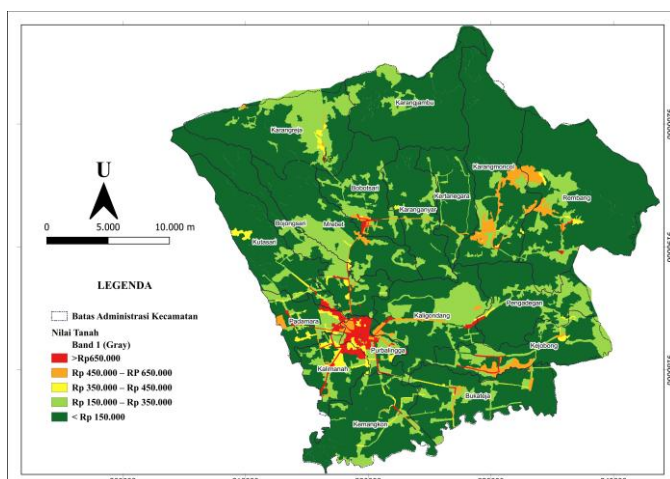 Karangjambu
Karangreja
Karangmoncol
Rembang
Bobotsari
Kertanegara
Karanganyar
Bojongsari
Mrebet
Kutasari
Pengadegan
Kaligondang
Padamara
Purbalingga
Kejobong
Kalimanah
Bukateja
Kemangkon
U
0 5.000 10.000 m
LEGENDA
Batas Administrasi Kecamatan
Nilai Tanah
Band 1 (Gray)
>Rp650.000
Rp 450.000 – RP 650.000
Rp 350.000 – Rp 450.000
Rp 150.000 – Rp 350.000
< Rp 150.000